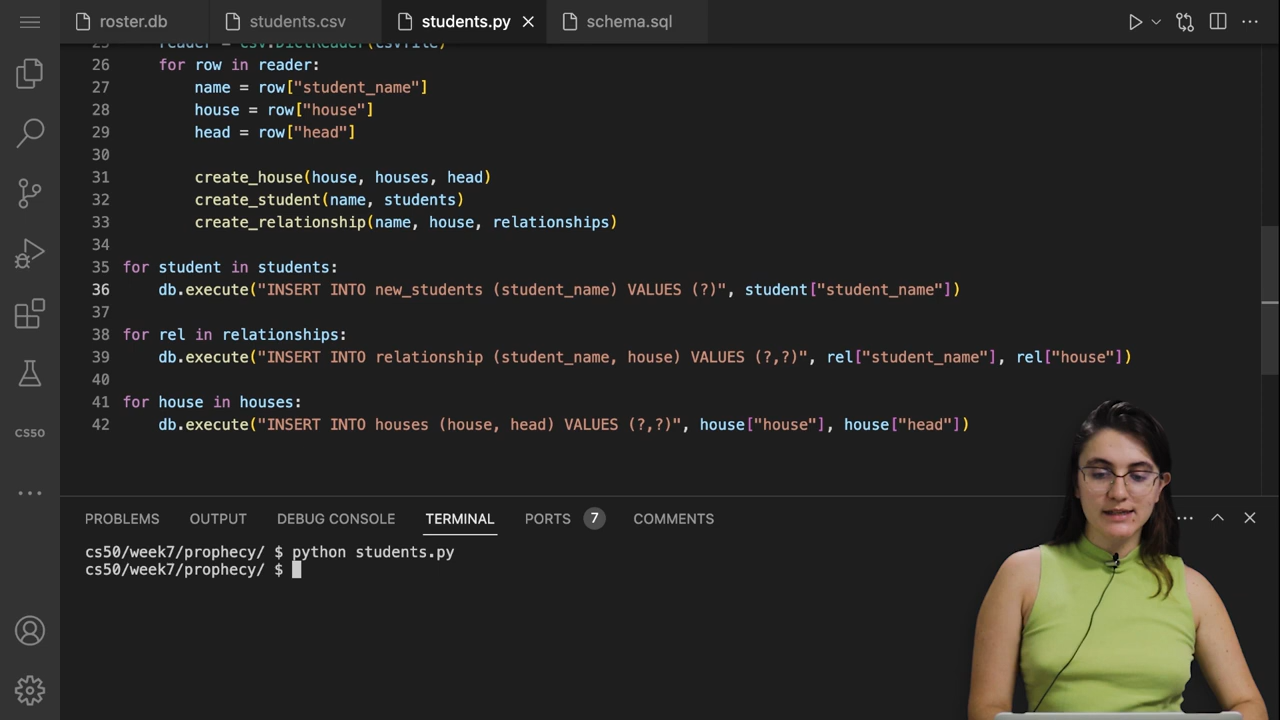 roster.db students.csv students.py schema.sql
25 reader = csv.DictReader(csvfile)
26 for row in reader:
27 name = row["student_name"]
28 house = row["house"]
29 head = row["head"]
30
31 create_house(house, houses, head)
32 create_student(name, students)
33 create_relationship(name, house, relationships)
34
35 for student in students:
36 db.execute("INSERT INTO new_students (student_name) VALUES (?)", student["student_name"])
37
38 for rel in relationships:
39 db.execute("INSERT INTO relationship (student_name, house) VALUES (?,?)", rel["student_name"], rel["house"])
40
41 for house in houses:
42 db.execute("INSERT INTO houses (house, head) VALUES (?,?)", house["house"], house["head"])
CS50
PROBLEMS OUTPUT DEBUG CONSOLE TERMINAL PORTS 7 COMMENTS
cs50/week7/prophecy/ $ python students.py
cs50/week7/prophecy/ $